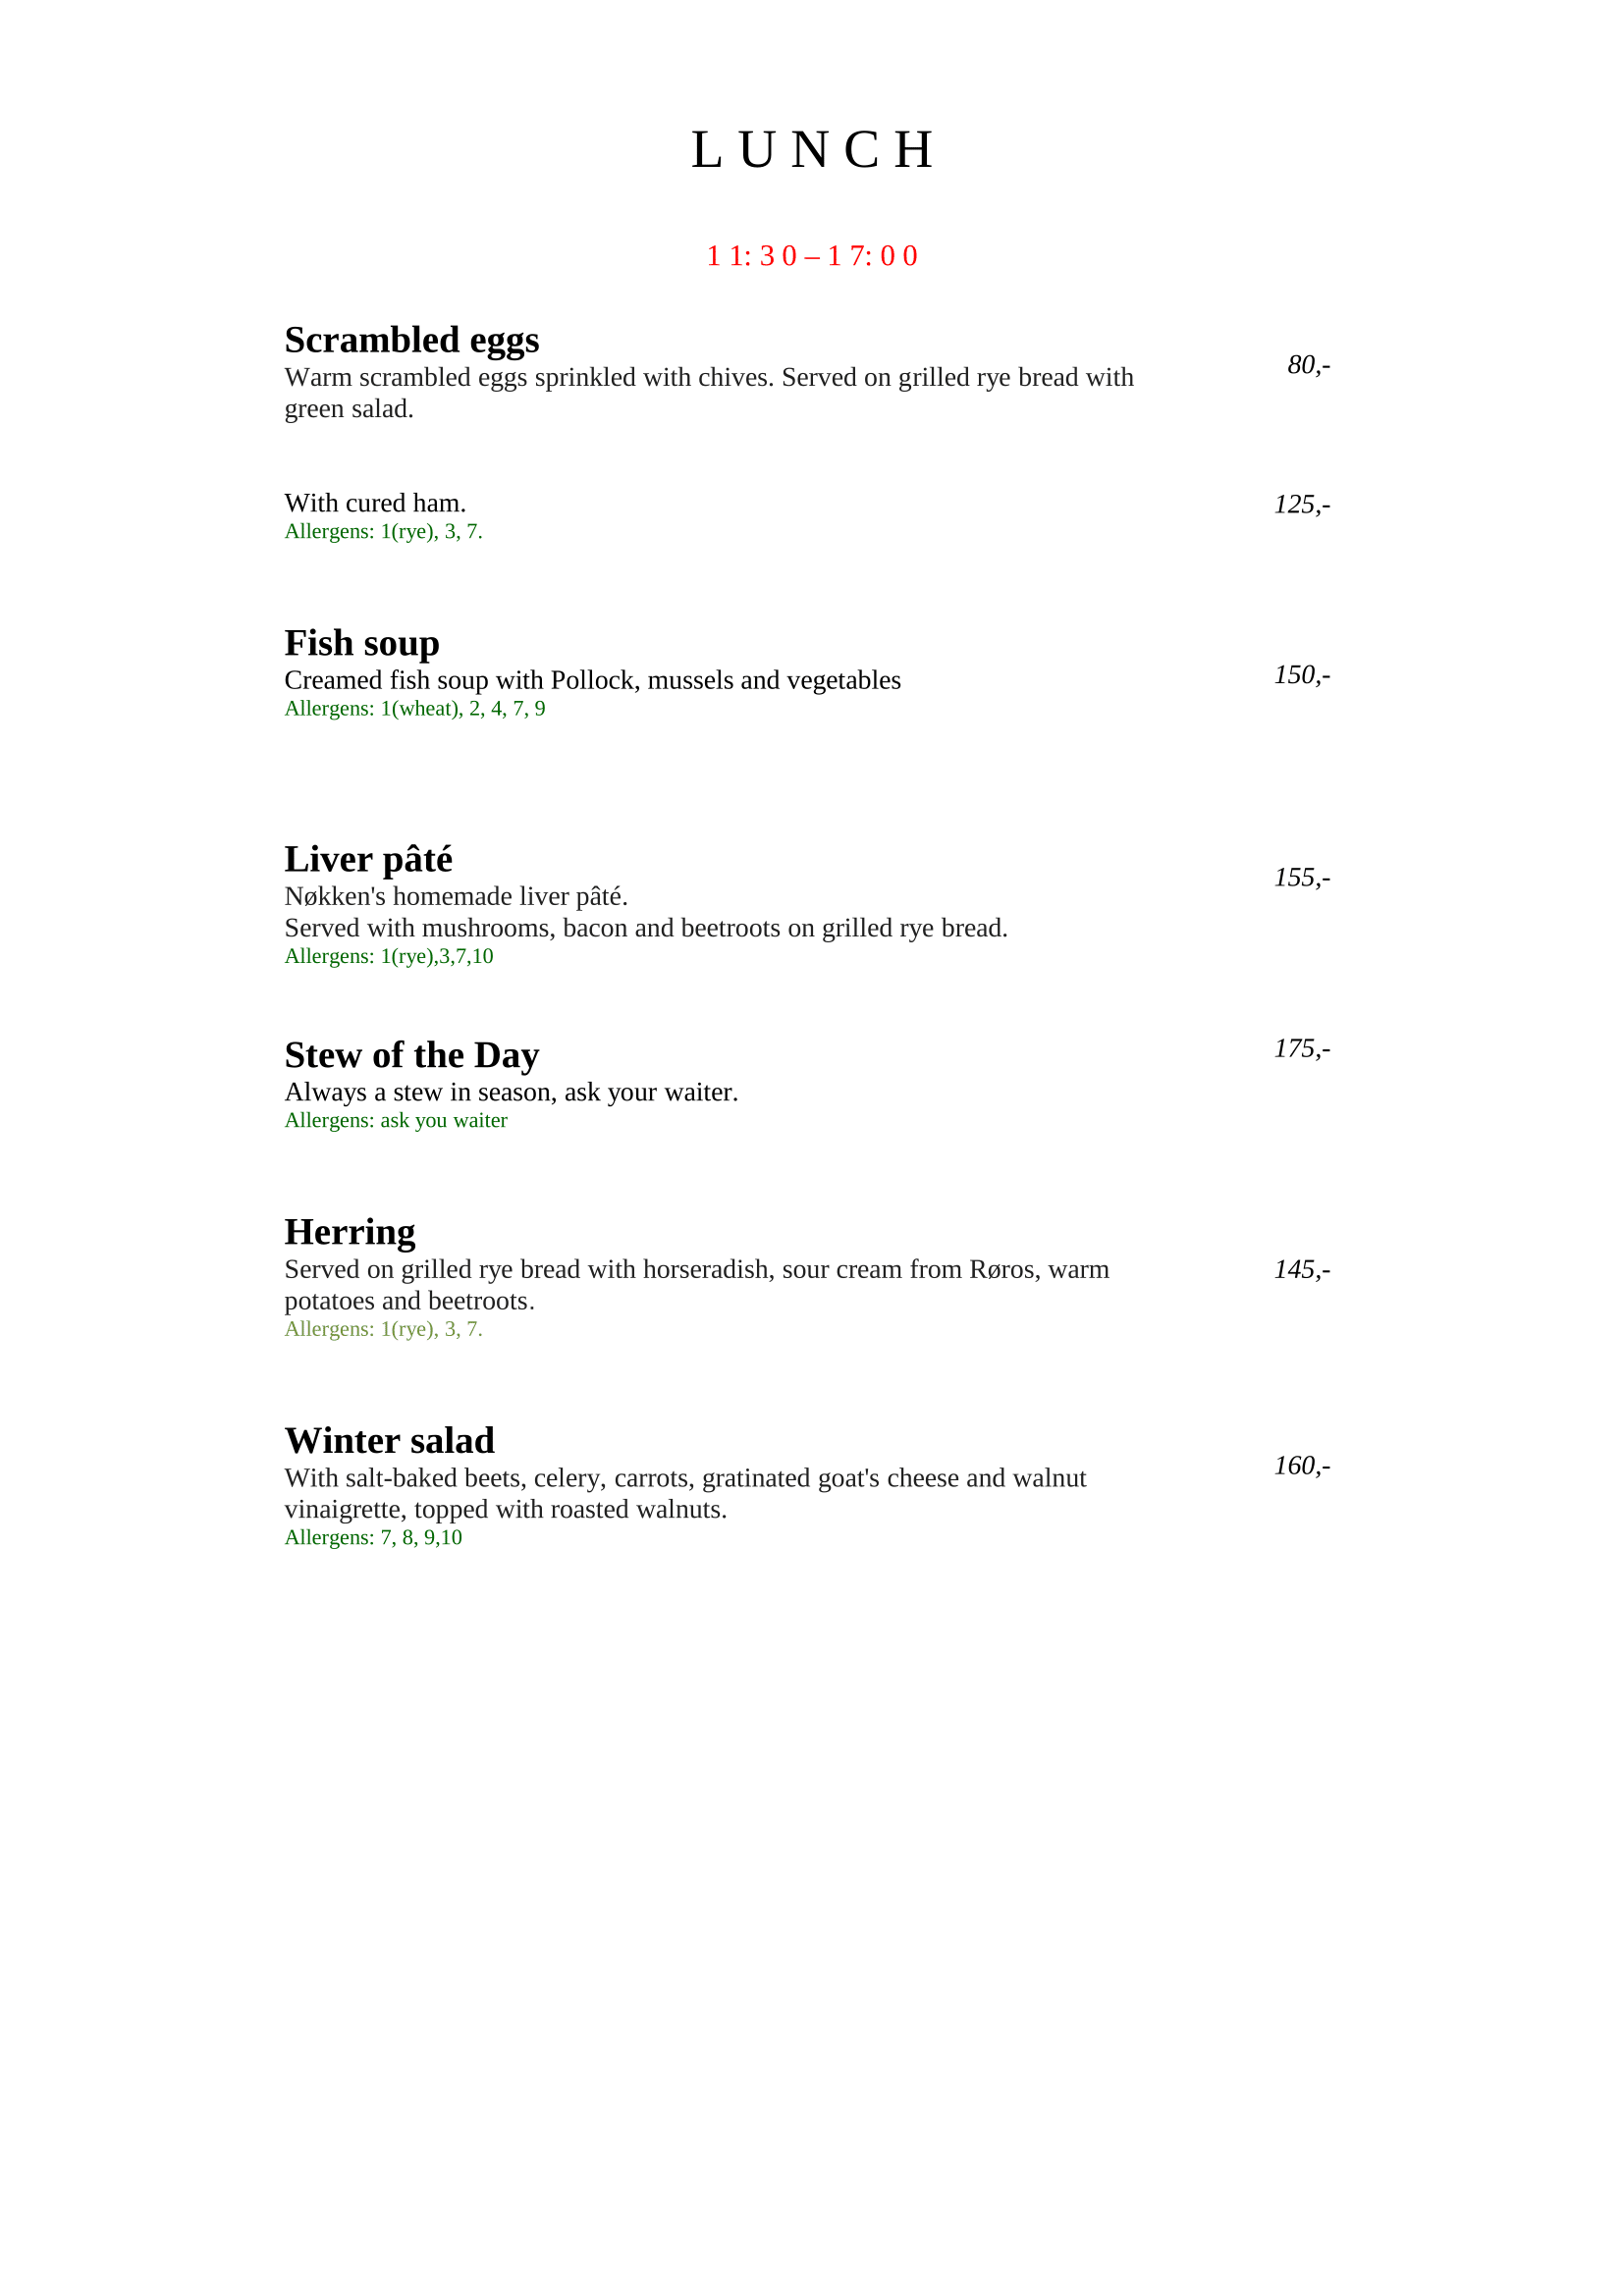 LUNCH
11:30 – 17:00
Scrambled eggs
80,-
Warm scrambled eggs sprinkled with chives. Served on grilled rye bread with
green salad.
With cured ham.
125,-
Allergens: 1(rye), 3, 7.
Fish soup
150,-
Creamed fish soup with Pollock, mussels and vegetables
Allergens: 1(wheat), 2, 4, 7, 9
Liver pâté
155,-
Nøkken's homemade liver pâté.
Served with mushrooms, bacon and beetroots on grilled rye bread.
Allergens: 1(rye),3,7,10
Stew of the Day
175,-
Always a stew in season, ask your waiter.
Allergens: ask you waiter
Herring
Served on grilled rye bread with horseradish, sour cream from Røros, warm
145,-
potatoes and beetroots.
Allergens: 1(rye), 3, 7.
Winter salad
160,-
With salt-baked beets, celery, carrots, gratinated goat's cheese and walnut
vinaigrette, topped with roasted walnuts.
Allergens: 7, 8, 9,10